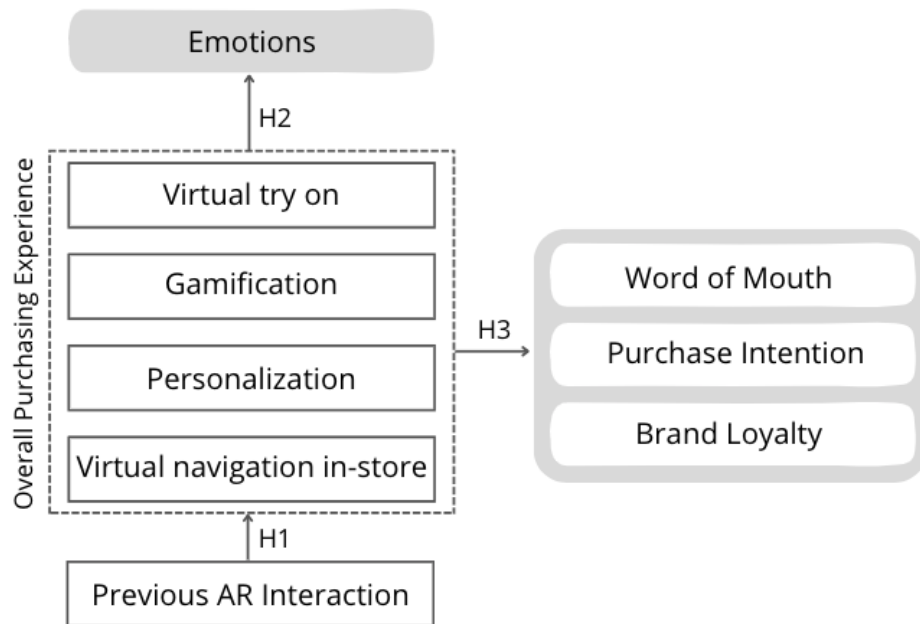 Emotions
H2
Overall Purchasing Experience
Virtual try on
Gamification
Personalization
Virtual navigation in-store
H3
Word of Mouth
Purchase Intention
Brand Loyalty
H1
Previous AR Interaction